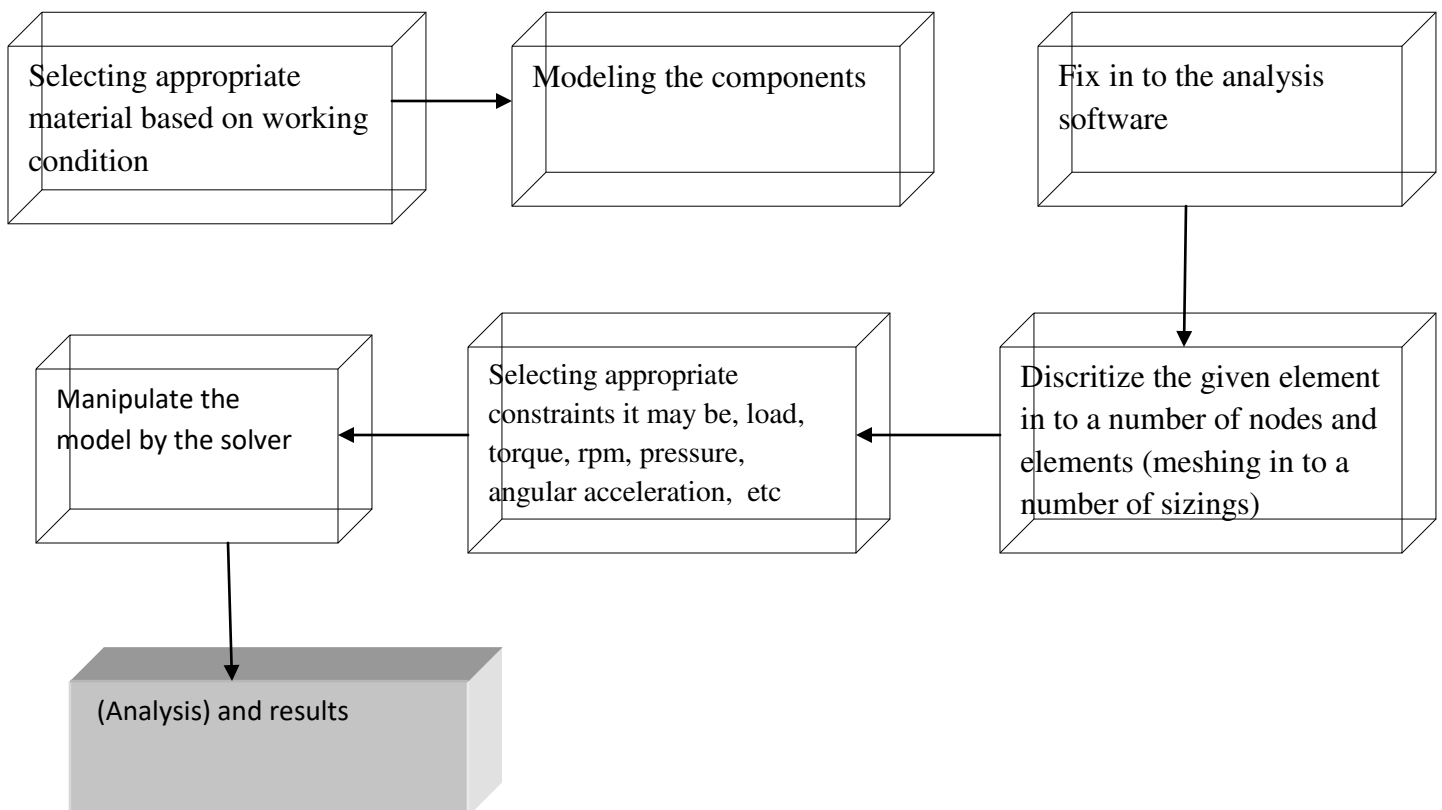 Selecting appropriate
material based on working
condition
Modeling the components
Fix in to the analysis
software
Discritize the given element
in to a number of nodes and
elements (meshing in to a
number of sizings)
Selecting appropriate
constraints it may be, load,
torque, rpm, pressure,
angular acceleration, etc
Manipulate the
model by the solver
(Analysis) and results